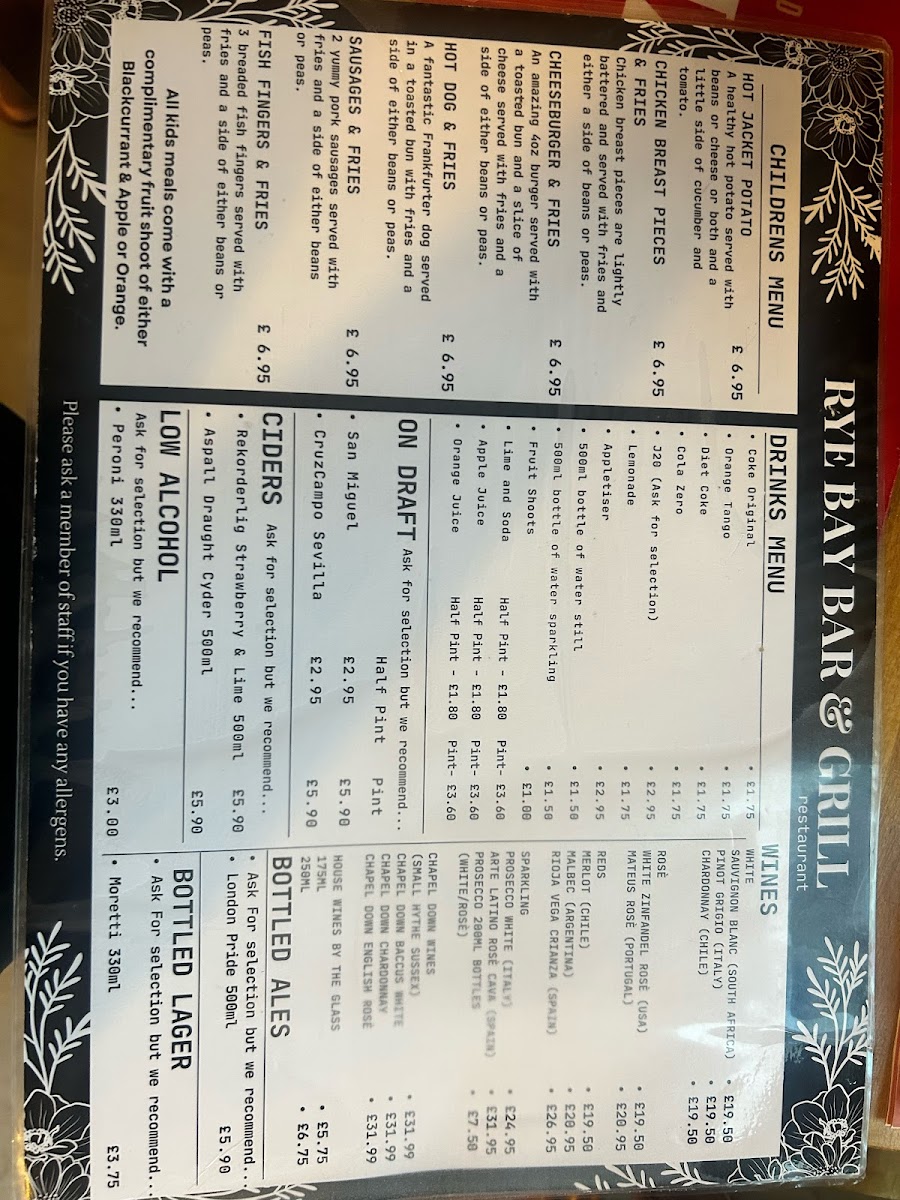 RYE BAY BAR & GRILL
restaurant
CHILDRENS MENU
HOT JACKET POTATO £ 6.95
A healthy hot potato served with
beans or cheese or both and a
little side of cucumber and
tomato.
CHICKEN BREAST PIECES £ 6.95
& FRIES
Chicken breast pieces are lightly
battered and served with fries and
either a side of beans or peas.
CHEESEBURGER & FRIES £ 6.95
An amazing 4oz burger served with
a toasted bun and a slice of
cheese served with fries and a
side of either beans or peas.
HOT DOG & FRIES £ 6.95
A fantastic Frankfurter dog served
in a toasted bun with fries and a
side of either beans or peas.
SAUSAGES & FRIES £ 6.95
2 yummy pork sausages served with
fries and a side of either beans
or peas.
FISH FINGERS & FRIES £ 6.95
3 breaded fish fingers served with
fries and a side of either beans or
peas.
All kids meals come with a
complimentary fruit shoot of either
Blackcurrant & Apple or Orange.
DRINKS MENU
• Coke Original • £1.75
• Orange Tango • £1.75
• Diet Coke • £1.75
• Cola Zero • £1.75
• J20 (Ask for selection) • £2.95
• Lemonade • £1.75
• Appletiser • £2.95
• 500ml bottle of water still • £1.50
• 500ml bottle of water sparkling • £1.50
• Fruit Shoots • £1.00
• Lime and Soda Half Pint - £1.80 Pint- £3.60
• Apple Juice Half Pint - £1.80 Pint- £3.60
• Orange Juice Half Pint - £1.80 Pint- £3.60
ON DRAFT Ask for selection but we recommend...
Half Pint Pint
• San Miguel £2.95 £5.90
• CruzCampo Sevilla £2.95 £5.90
CIDERS Ask for selection but we recommend...
• Rekorderlig Strawberry & Lime 500ml £5.90
• Aspall Draught Cyder 500ml £5.90
LOW ALCOHOL
Ask for selection but we recommend...
• Peroni 330ml £3.00
WINES
WHITE
SAUVIGNON BLANC (SOUTH AFRICA) • £19.50
PINOT GRIGIO (ITALY) • £19.50
CHARDONNAY (CHILE) • £19.50
ROSÉ
WHITE ZINFANDEL ROSÉ (USA) • £19.50
MATEUS ROSÉ (PORTUGAL) • £20.95
REDS
MERLOT (CHILE) • £19.50
MALBEC (ARGENTINA) • £20.95
RIOJA VEGA CRIANZA (SPAIN) • £26.95
SPARKLING
PROSECCO WHITE (ITALY) • £24.95
ARTE LATINO ROSÉ CAVA (SPAIN) • £31.95
PROSECCO 200ML BOTTLES • £7.50
(WHITE/ROSÉ)
CHAPEL DOWN WINES
(SMALL HYTHE SUSSEX)
CHAPEL DOWN BACCUS WHITE • £31.99
CHAPEL DOWN CHARDONNAY • £31.99
CHAPEL DOWN ENGLISH ROSÉ • £31.99
HOUSE WINES BY THE GLASS
175ML • £5.75
250ML • £6.75
BOTTLED ALES
• Ask For selection but we recommend...
• London Pride 500ml £5.90
BOTTLED LAGER
• Ask For selection but we recommend...
• Moretti 330ml £3.75
Please ask a member of staff if you have any allergens.